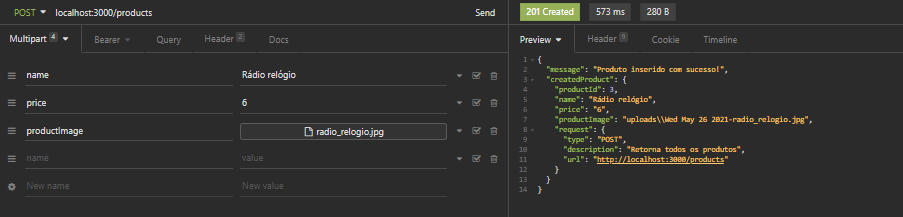 POST localhost:3000/products Send
201 Created 573 ms 280 B
Multipart 4 Bearer Query Header 2 Docs
Preview Header 9 Cookie Timeline
name Rádio relógio
price 6
productImage radio_relogio.jpg
name value
New name New value
1 {
2 "message": "Produto inserido com sucesso!",
3 "createdProduct": {
4 "productId": 3,
5 "name": "Rádio relógio",
6 "price": "6",
7 "productImage": "uploads\\Wed May 26 2021-radio_relogio.jpg",
8 "request": {
9 "type": "POST",
10 "description": "Retorna todos os produtos",
11 "url": "http://localhost:3000/products"
12 }
13 }
14 }